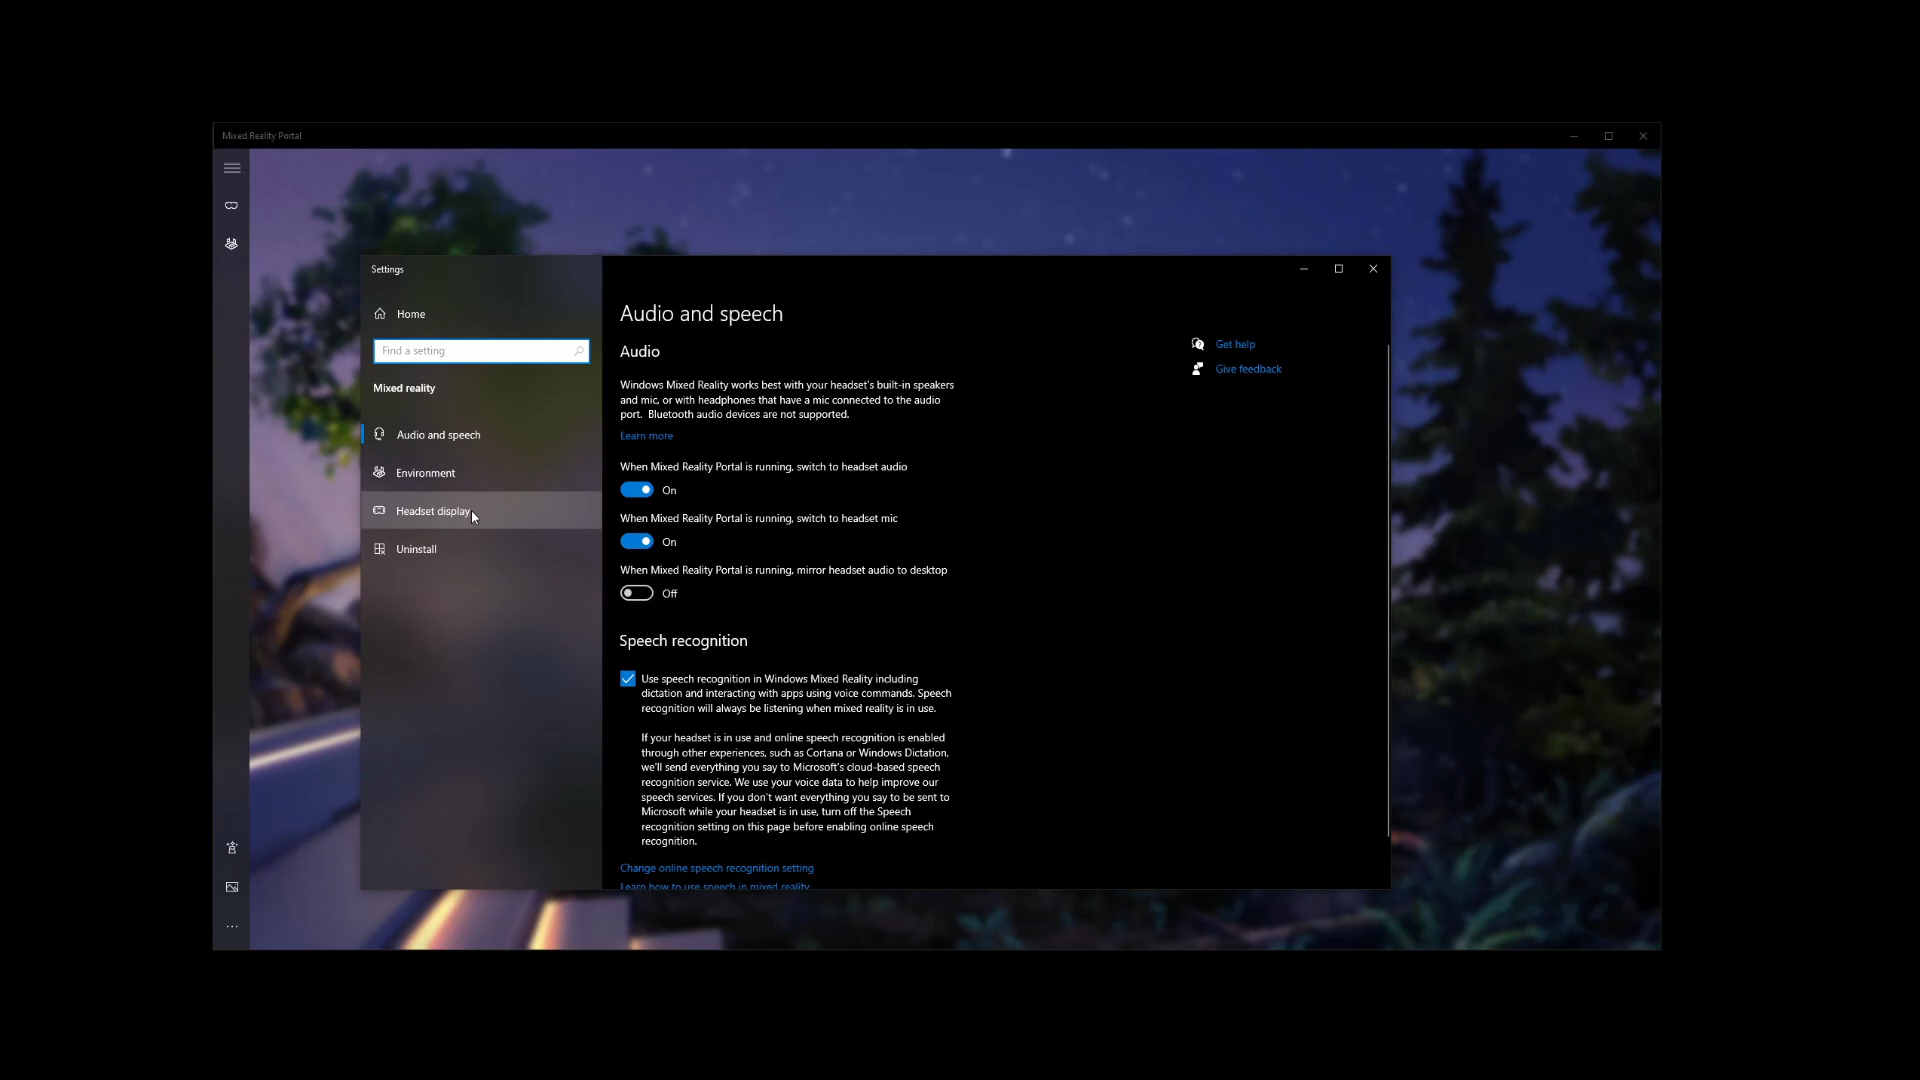 Mixed Reality Portal
Settings
Home
Find a setting
Mixed reality
Audio and speech
Environment
Headset display
Uninstall
Audio and speech
Audio
Windows Mixed Reality works best with your headset's built-in speakers
and mic, or with headphones that have a mic connected to the audio
port.  Bluetooth audio devices are not supported.
Learn more
When Mixed Reality Portal is running, switch to headset audio
On
When Mixed Reality Portal is running, switch to headset mic
On
When Mixed Reality Portal is running, mirror headset audio to desktop
Off
Speech recognition
Use speech recognition in Windows Mixed Reality including
dictation and interacting with apps using voice commands. Speech
recognition will always be listening when mixed reality is in use.
If your headset is in use and online speech recognition is enabled
through other experiences, such as Cortana or Windows Dictation,
we'll send everything you say to Microsoft's cloud-based speech
recognition service. We use your voice data to help improve our
speech services. If you don't want everything you say to be sent to
Microsoft while your headset is in use, turn off the Speech
recognition setting on this page before enabling online speech
recognition.
Change online speech recognition setting
Learn how to use speech in mixed reality
Get help
Give feedback